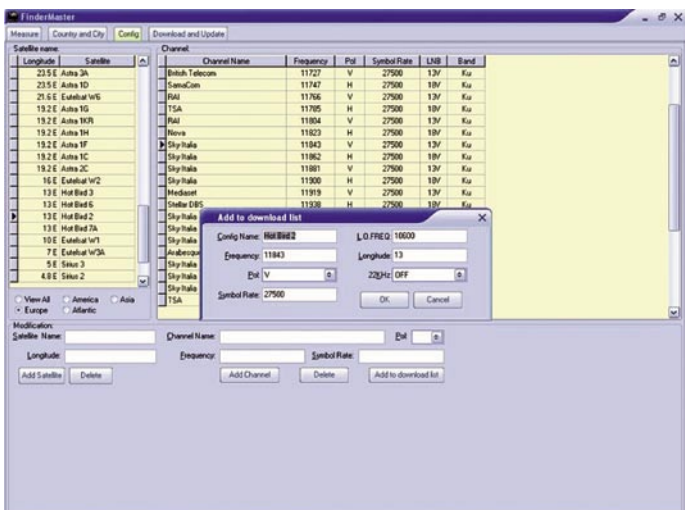 FinderMaster
Measure Country and City Config Download and Update
Satellite name:
Longitude Satellite
23.5 E Astra 3A
23.5 E Astra 1D
21.6 E Eutelsat W6
19.2 E Astra 1G
19.2 E Astra 1KR
19.2 E Astra 1H
19.2 E Astra 1F
19.2 E Astra 1C
19.2 E Astra 2C
16 E Eutelsat W2
13 E Hot Bird 3
13 E Hot Bird 6
13 E Hot Bird 2
13 E Hot Bird 7A
10 E Eutelsat W1
7 E Eutelsat W3A
5 E Sirius 3
4.8 E Sirius 2
View All America Asia
Europe Atlantic
Channel:
Channel Name Frequency Pol Symbol Rate LNB Band
British Telecom 11727 V 27500 13V Ku
SamaCom 11747 H 27500 18V Ku
RAI 11766 V 27500 13V Ku
TSA 11785 H 27500 18V Ku
RAI 11804 V 27500 13V Ku
Nova 11823 H 27500 18V Ku
Sky Italia 11843 V 27500 13V Ku
Sky Italia 11862 H 27500 18V Ku
Sky Italia 11881 V 27500 13V Ku
Sky Italia 11900 H 27500 18V Ku
Mediaset 11919 V 27500 13V Ku
Stellar DBS 11938 H 27500 18V Ku
Sky Italia
Sky Italia
Sky Italia
Arabesque
Sky Italia
Sky Italia
Sky Italia
TSA
Add to download list
Config Name: Hot Bird 2 L.O.FREQ: 10600
Frequency: 11843 Longitude: 13
Pol: V 22KHz: OFF
Symbol Rate: 27500 OK Cancel
Modification:
Satellite Name: Channel Name: Pol:
Longitude: Frequency: Symbol Rate:
Add Satellite Delete Add Channel Delete Add to download list